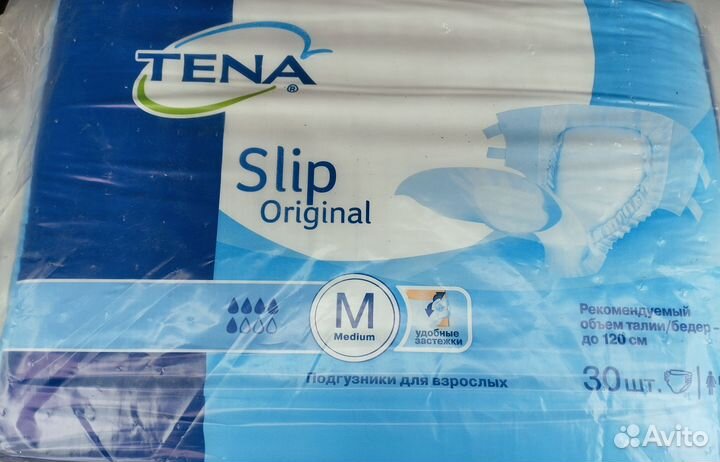 TENA®
Slip
Original
M
Medium
удобные
застежки
Рекомендуемый
объем талии/бедер –
до 120 см
Подгузники для взрослых
30 шт.
Avito